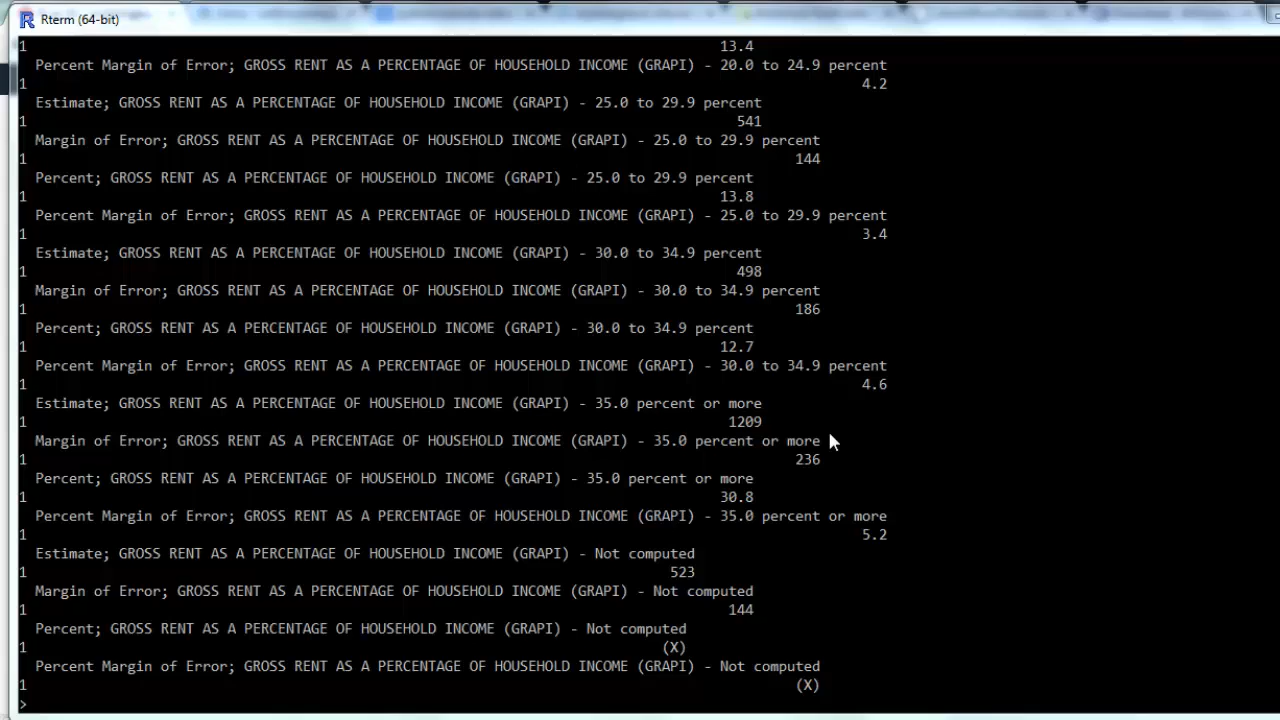 Rterm (64-bit)
1 13.4
Percent Margin of Error; GROSS RENT AS A PERCENTAGE OF HOUSEHOLD INCOME (GRAPI) - 20.0 to 24.9 percent
1 4.2
Estimate; GROSS RENT AS A PERCENTAGE OF HOUSEHOLD INCOME (GRAPI) - 25.0 to 29.9 percent
1 541
Margin of Error; GROSS RENT AS A PERCENTAGE OF HOUSEHOLD INCOME (GRAPI) - 25.0 to 29.9 percent
1 144
Percent; GROSS RENT AS A PERCENTAGE OF HOUSEHOLD INCOME (GRAPI) - 25.0 to 29.9 percent
1 13.8
Percent Margin of Error; GROSS RENT AS A PERCENTAGE OF HOUSEHOLD INCOME (GRAPI) - 25.0 to 29.9 percent
1 3.4
Estimate; GROSS RENT AS A PERCENTAGE OF HOUSEHOLD INCOME (GRAPI) - 30.0 to 34.9 percent
1 498
Margin of Error; GROSS RENT AS A PERCENTAGE OF HOUSEHOLD INCOME (GRAPI) - 30.0 to 34.9 percent
1 186
Percent; GROSS RENT AS A PERCENTAGE OF HOUSEHOLD INCOME (GRAPI) - 30.0 to 34.9 percent
1 12.7
Percent Margin of Error; GROSS RENT AS A PERCENTAGE OF HOUSEHOLD INCOME (GRAPI) - 30.0 to 34.9 percent
1 4.6
Estimate; GROSS RENT AS A PERCENTAGE OF HOUSEHOLD INCOME (GRAPI) - 35.0 percent or more
1 1209
Margin of Error; GROSS RENT AS A PERCENTAGE OF HOUSEHOLD INCOME (GRAPI) - 35.0 percent or more
1 236
Percent; GROSS RENT AS A PERCENTAGE OF HOUSEHOLD INCOME (GRAPI) - 35.0 percent or more
1 30.8
Percent Margin of Error; GROSS RENT AS A PERCENTAGE OF HOUSEHOLD INCOME (GRAPI) - 35.0 percent or more
1 5.2
Estimate; GROSS RENT AS A PERCENTAGE OF HOUSEHOLD INCOME (GRAPI) - Not computed
1 523
Margin of Error; GROSS RENT AS A PERCENTAGE OF HOUSEHOLD INCOME (GRAPI) - Not computed
1 144
Percent; GROSS RENT AS A PERCENTAGE OF HOUSEHOLD INCOME (GRAPI) - Not computed
1 (X)
Percent Margin of Error; GROSS RENT AS A PERCENTAGE OF HOUSEHOLD INCOME (GRAPI) - Not computed
1 (X)
>